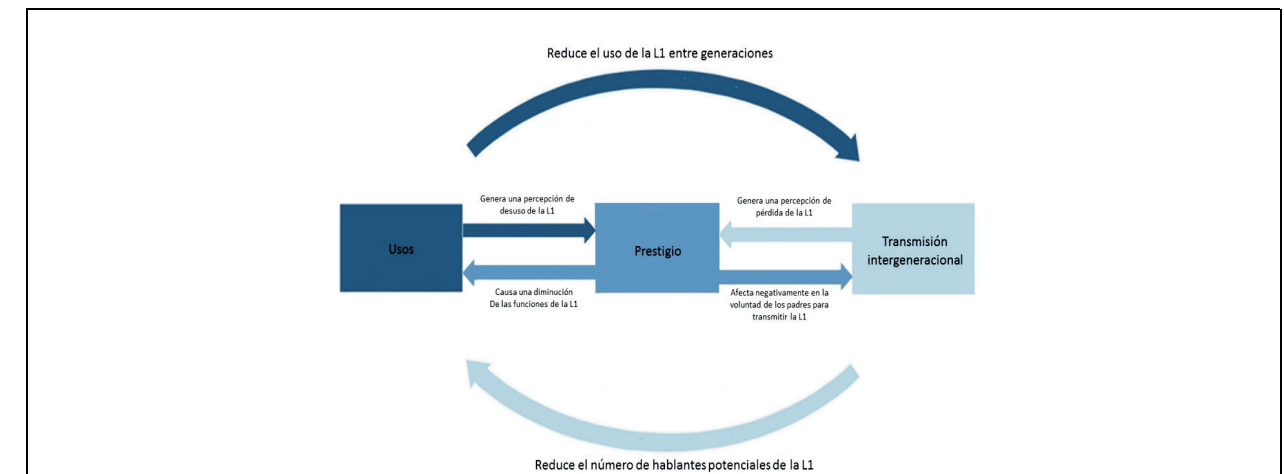 Reduce el uso de la L1 entre generaciones
Genera una percepción de
desuso de la L1
Genera una percepción de
pérdida de la L1
Usos
Prestigio
Transmisión
intergeneracional
Causa una diminución
De las funciones de la L1
Afecta negativamente en la
voluntad de los padres para
transmitir la L1
Reduce el número de hablantes potenciales de la L1